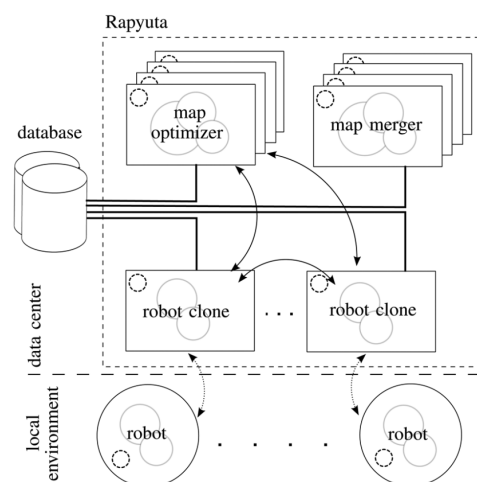 Rapyuta
map
optimizer
map merger
database
robot clone
. . .
robot clone
data center
local
environment
robot
. . . .
robot